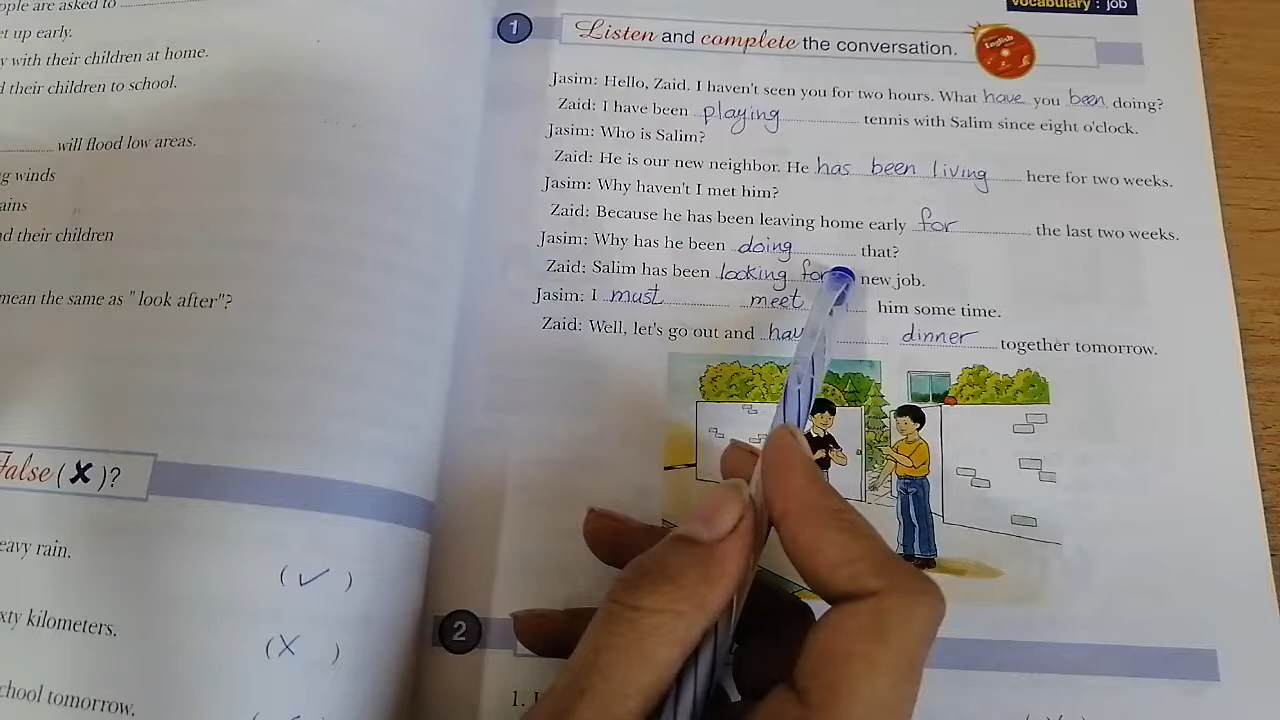 ople are asked to
et up early.
y with their children at home.
d their children to school.
will flood low areas.
g winds
ains
nd their children
mean the same as "look after"?
False (✗)?
eavy rain.
(✓)
xty kilometers.
(X)
chool tomorrow.
Vocabulary : job
1 Listen and complete the conversation.
English
Jasim: Hello, Zaid. I haven't seen you for two hours. What have you been doing?
Zaid: I have been playing tennis with Salim since eight o'clock.
Jasim: Who is Salim?
Zaid: He is our new neighbor. He has been living here for two weeks.
Jasim: Why haven't I met him?
Zaid: Because he has been leaving home early for the last two weeks.
Jasim: Why has he been doing that?
Zaid: Salim has been looking for new job.
Jasim: I must meet him some time.
Zaid: Well, let's go out and hav dinner together tomorrow.
2
1.